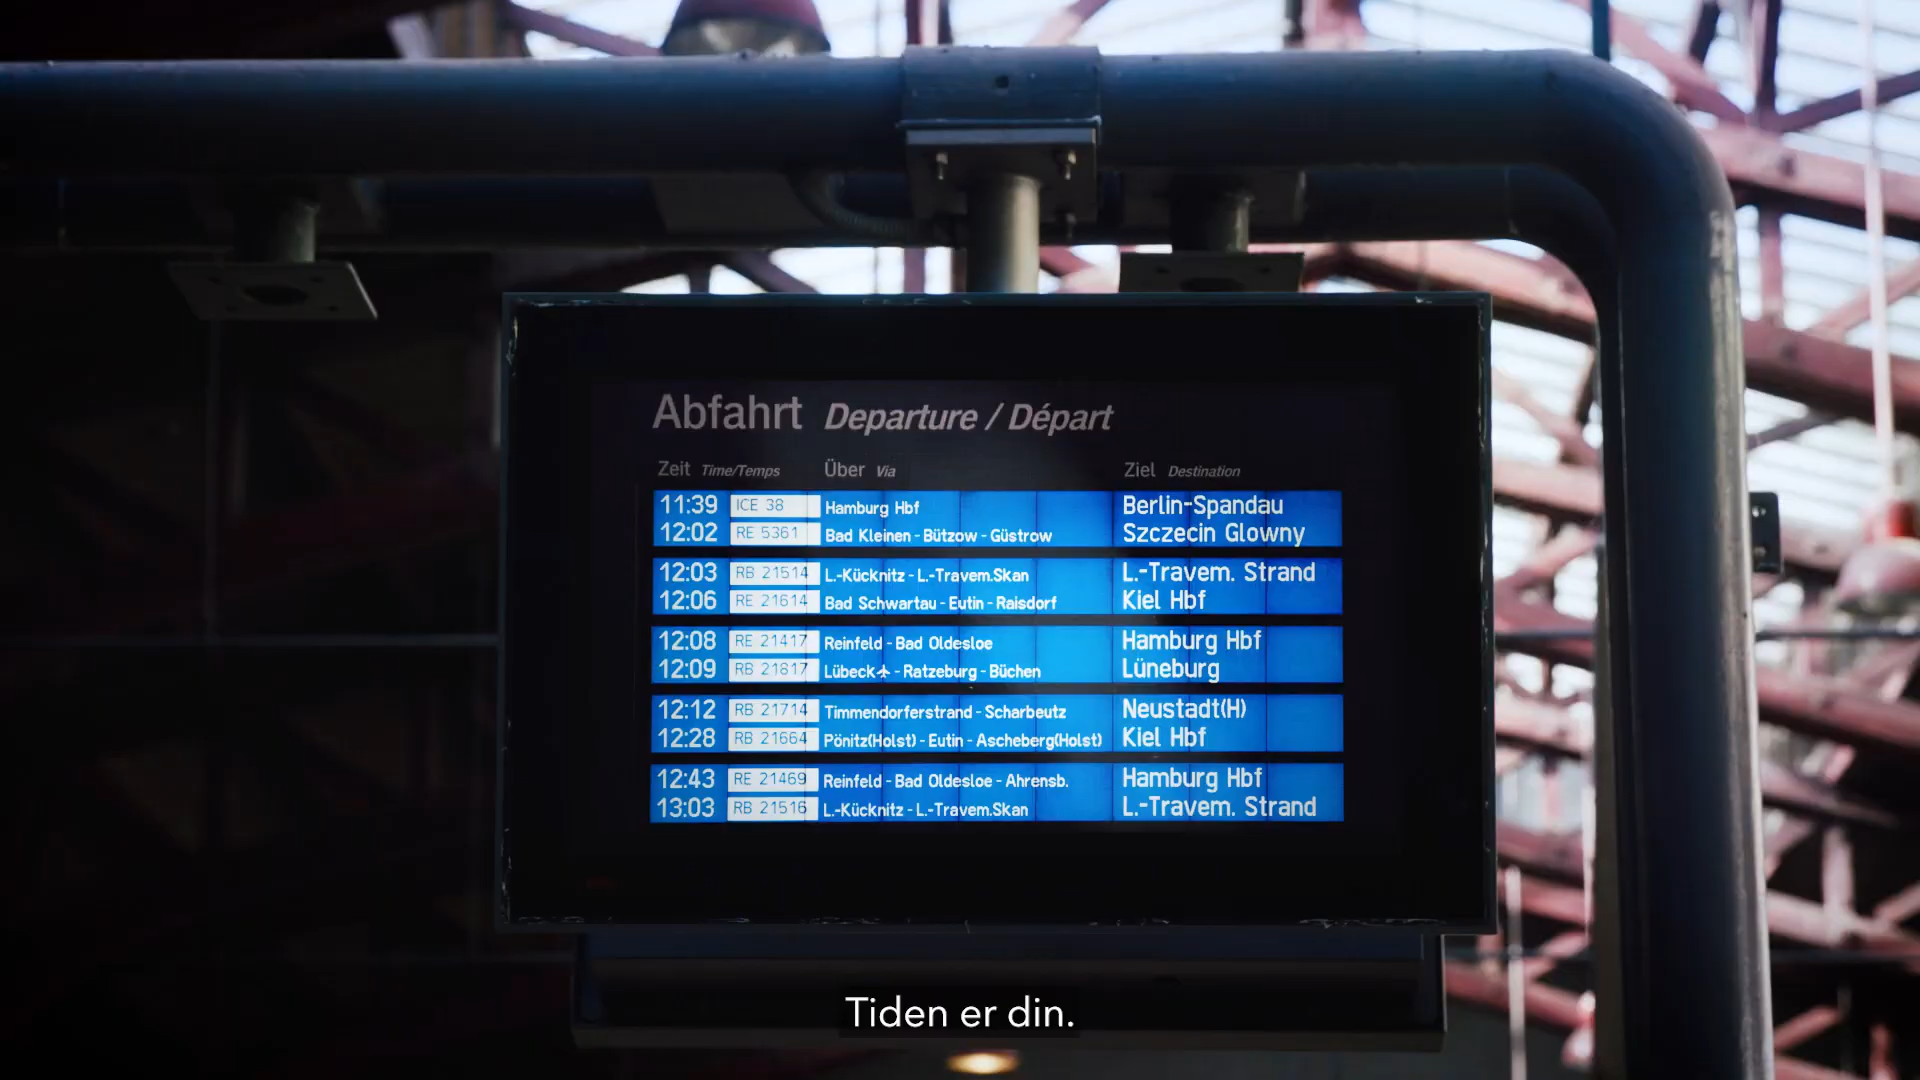 Abfahrt Departure / Départ
Zeit Time/Temps Über Via Ziel Destination
11:39 ICE 38 Hamburg Hbf Berlin-Spandau
12:02 RE 5361 Bad Kleinen - Bützow - Güstrow Szczecin Glowny
12:03 RB 21514 L.-Kücknitz - L.-Travem.Skan L.-Travem. Strand
12:06 RE 21614 Bad Schwartau - Eutin - Raisdorf Kiel Hbf
12:08 RE 21417 Reinfeld - Bad Oldesloe Hamburg Hbf
12:09 RB 21817 Lübeck✈ - Ratzeburg - Büchen Lüneburg
12:12 RB 21714 Timmendorferstrand - Scharbeutz Neustadt(H)
12:28 RB 21664 Pönitz(Holst) - Eutin - Ascheberg(Holst) Kiel Hbf
12:43 RE 21469 Reinfeld - Bad Oldesloe - Ahrensb. Hamburg Hbf
13:03 RB 21516 L.-Kücknitz - L.-Travem.Skan L.-Travem. Strand
Tiden er din.